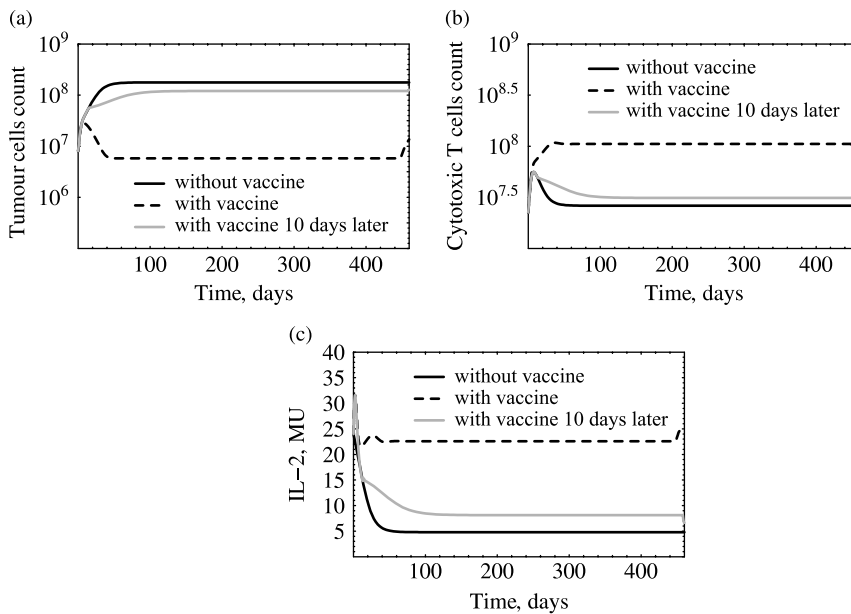 (a)
10^9
10^8
10^7
10^6
Tumour cells count
without vaccine
with vaccine
with vaccine 10 days later
100 200 300 400
Time, days
(b)
10^9
10^8.5
10^8
10^7.5
Cytotoxic T cells count
without vaccine
with vaccine
with vaccine 10 days later
100 200 300 400
Time, days
(c)
40
35
30
25
20
15
10
5
IL−2, MU
without vaccine
with vaccine
with vaccine 10 days later
100 200 300 400
Time, days